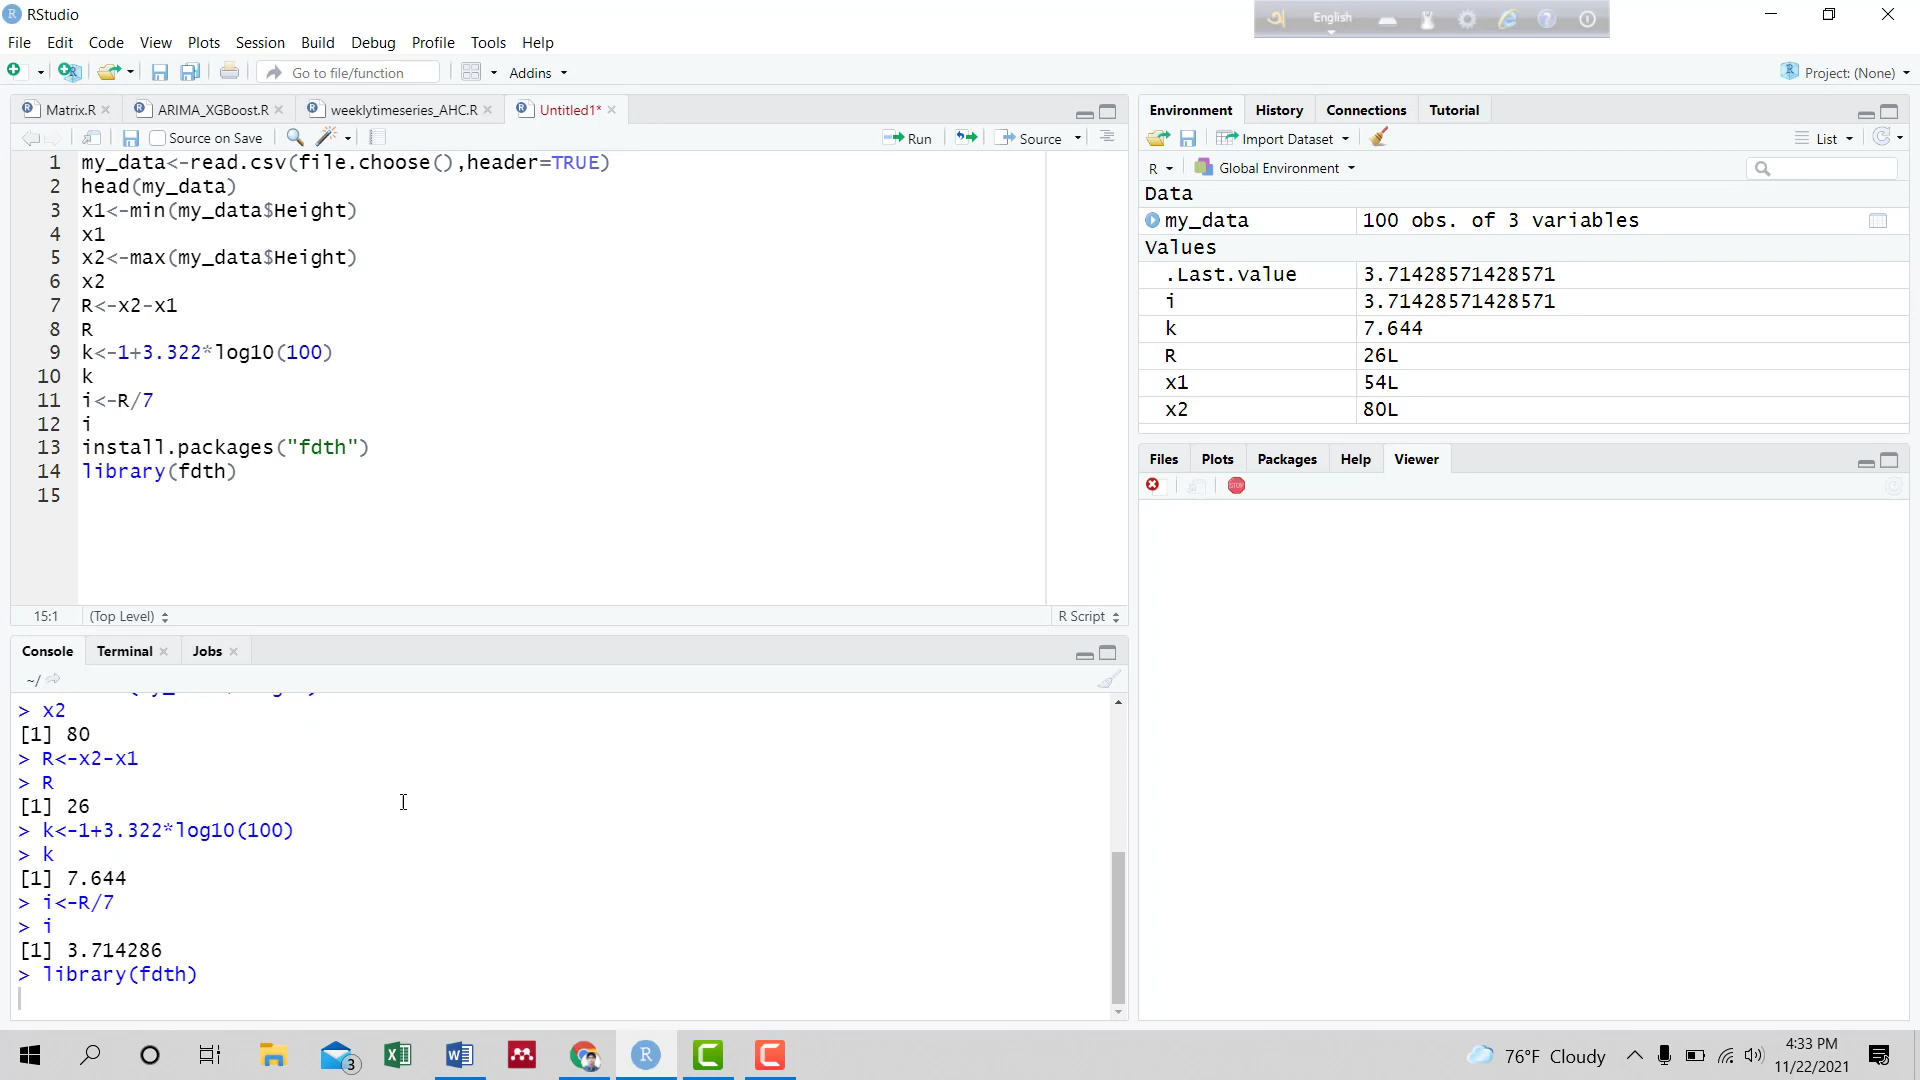 RStudio
English
File Edit Code View Plots Session Build Debug Profile Tools Help
Go to file/function Addins Project: (None)
Matrix.R ARIMA_XGBoost.R weeklytimeseries_AHC.R Untitled1*
Source on Save Run Source
1 my_data<-read.csv(file.choose(),header=TRUE)
2 head(my_data)
3 x1<-min(my_data$Height)
4 x1
5 x2<-max(my_data$Height)
6 x2
7 R<-x2-x1
8 R
9 k<-1+3.322*log10(100)
10 k
11 i<-R/7
12 i
13 install.packages("fdth")
14 library(fdth)
15
15:1 (Top Level) R Script
Console Terminal Jobs
~/
> x2
[1] 80
> R<-x2-x1
> R
[1] 26
> k<-1+3.322*log10(100)
> k
[1] 7.644
> i<-R/7
> i
[1] 3.714286
> library(fdth)
Environment History Connections Tutorial
Import Dataset List
R Global Environment
Data
my_data 100 obs. of 3 variables
Values
.Last.value 3.71428571428571
i 3.71428571428571
k 7.644
R 26L
x1 54L
x2 80L
Files Plots Packages Help Viewer
STOP
3
76°F Cloudy
4:33 PM
11/22/2021